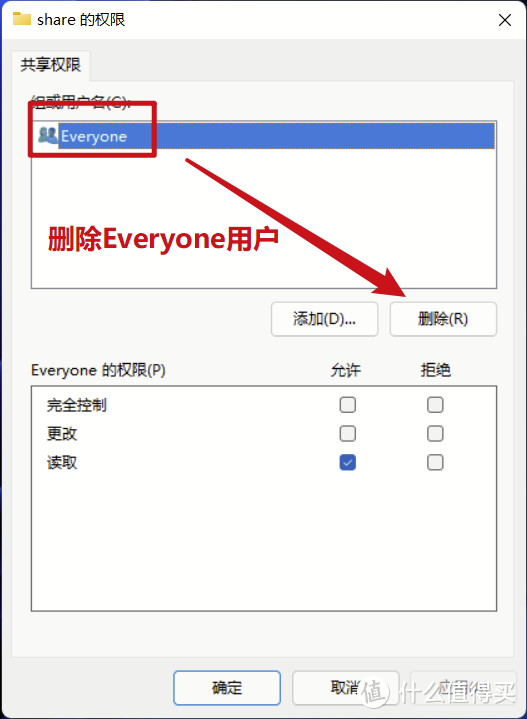 share 的权限
共享权限
组或用户名(G):
Everyone
删除Everyone用户
添加(D)...
删除(R)
Everyone 的权限(P)
允许
拒绝
完全控制
更改
读取
确定
取消
什么值得买
值